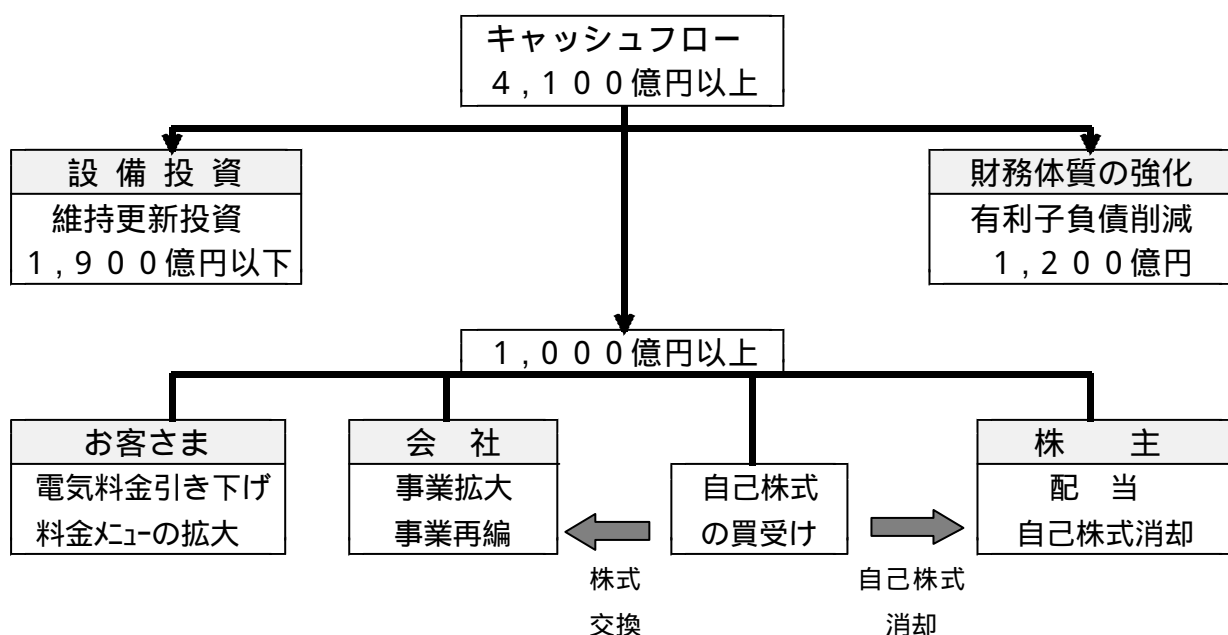 キャッシュフロー
４，１００億円以上
設備投資
維持更新投資
１，９００億円以下
財務体質の強化
有利子負債削減
１，２００億円
１，０００億円以上
お客さま
電気料金引き下げ
料金ﾒﾆｭｰの拡大
会　社
事業拡大
事業再編
自己株式
の買受け
株　主
配　当
自己株式消却
株式
交換
自己株式
消却